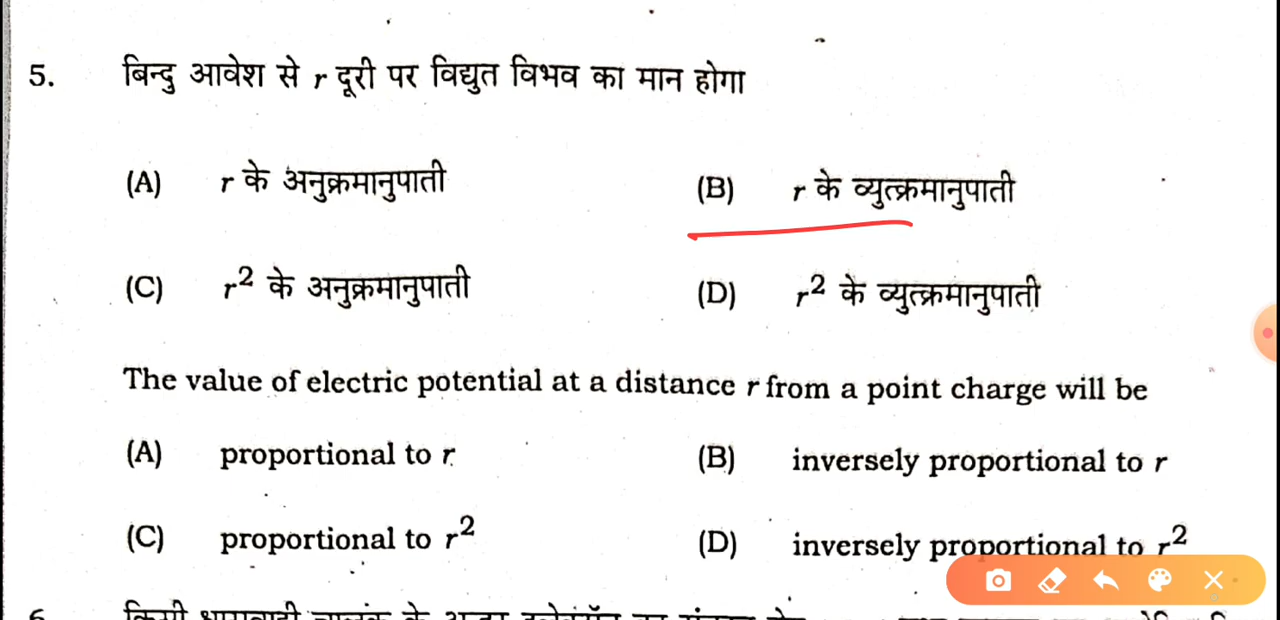 5. बिन्दु आवेश से r दूरी पर विद्युत विभव का मान होगा
(A) r के अनुक्रमानुपाती (B) r के व्युत्क्रमानुपाती
(C) r² के अनुक्रमानुपाती (D) r² के व्युत्क्रमानुपाती
The value of electric potential at a distance r from a point charge will be
(A) proportional to r (B) inversely proportional to r
(C) proportional to r² (D) inversely proportional to r²
6. किसी